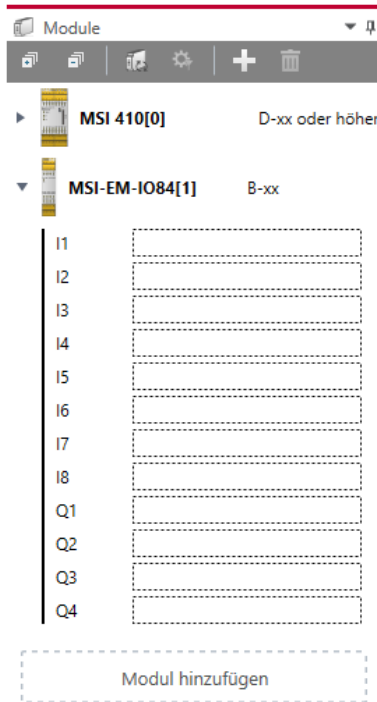 Module
MSI 410[0] D-xx oder höher
MSI-EM-IO84[1] B-xx
I1
I2
I3
I4
I5
I6
I7
I8
Q1
Q2
Q3
Q4
Modul hinzufügen